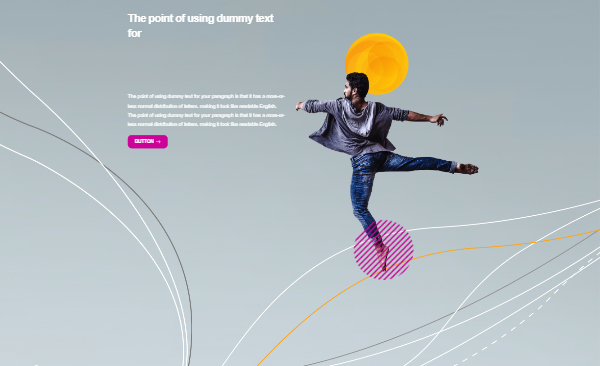 The point of using dummy text
for
The point of using dummy text for your paragraph is that it has a more-or-
less normal distribution of letters. making it look like readable English.
The point of using dummy text for your paragraph is that it has a more-or-
less normal distribution of letters. making it look like readable English.
BUTTON →